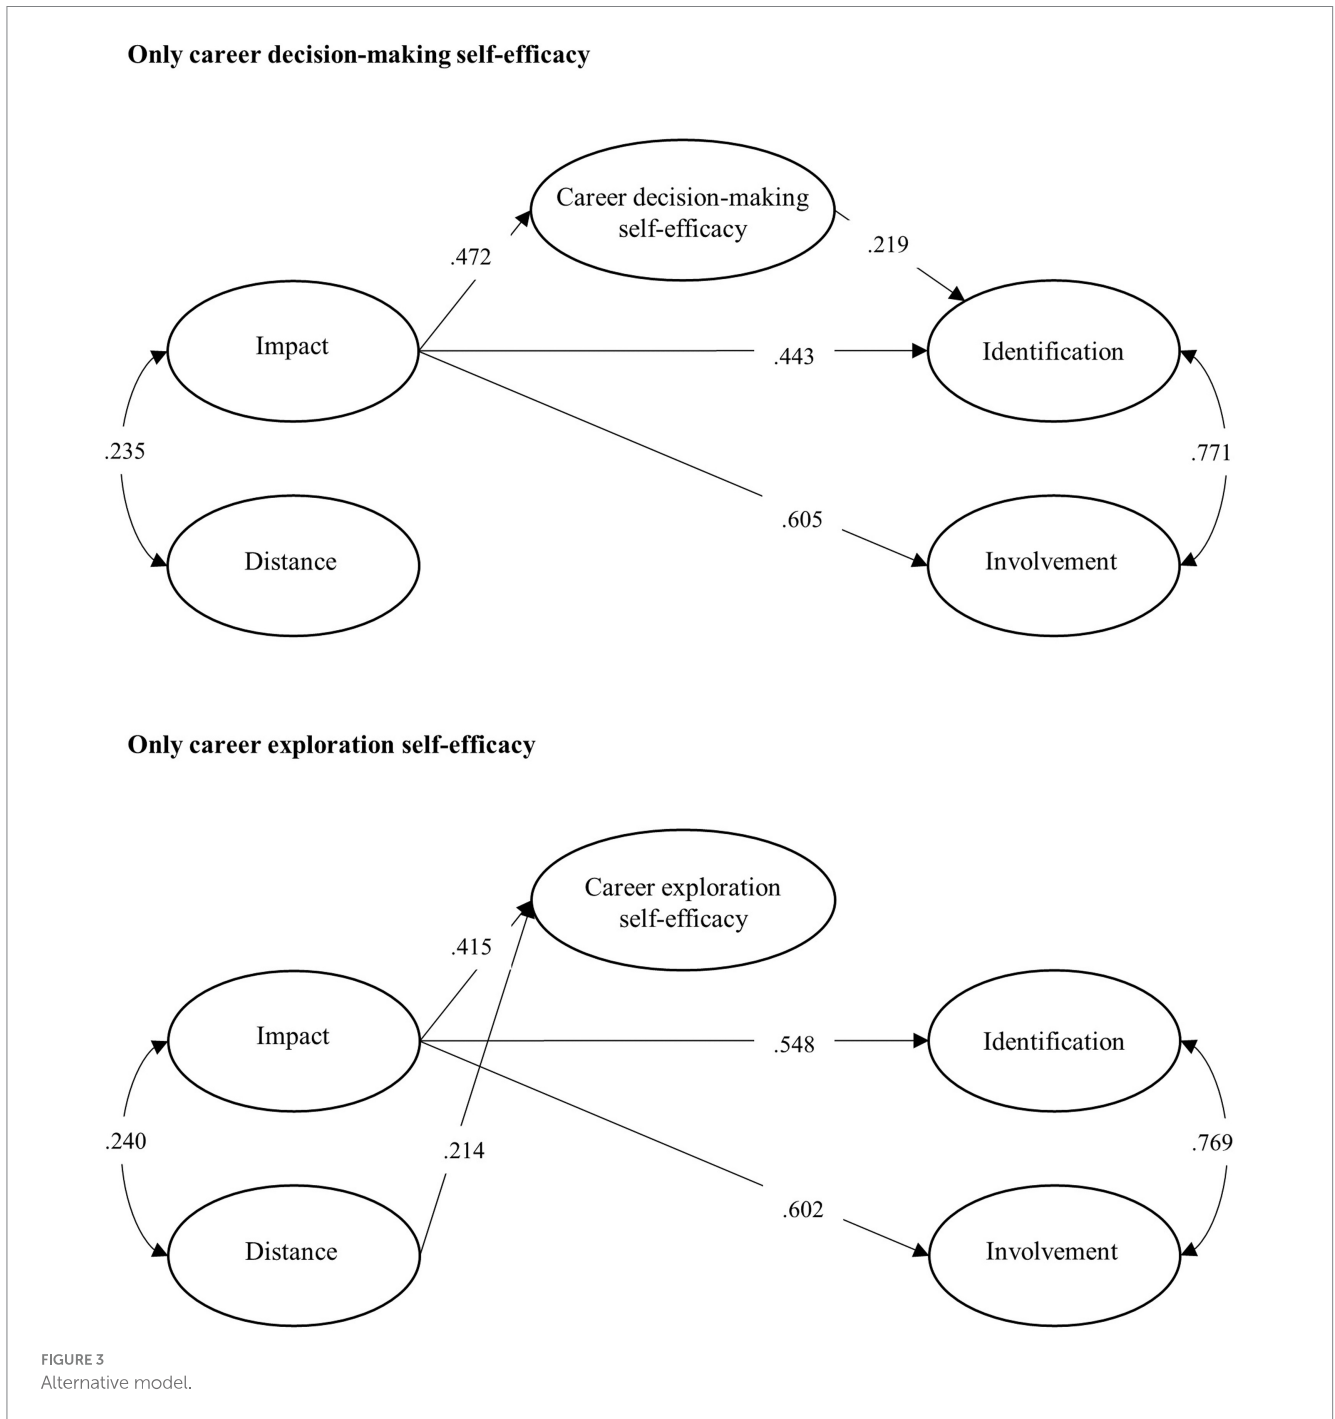 Only career decision-making self-efficacy
Career decision-making
self-efficacy
.472
.219
Impact
.443
Identification
.235
.771
.605
Distance
Involvement
Only career exploration self-efficacy
Career exploration
self-efficacy
.415
Impact
.548
Identification
.240
.214
.769
.602
Distance
Involvement
FIGURE 3
Alternative model.